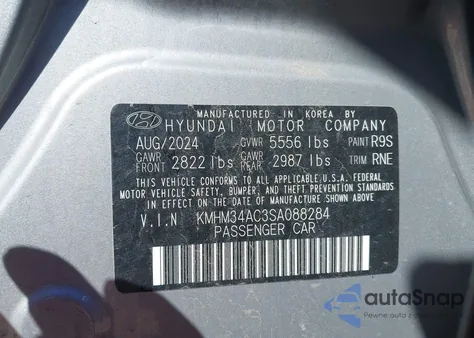 MANUFACTURED IN KOREA BY
HYUNDAI MOTOR COMPANY
AUG/2024 GVWR 5556 lbs PAINT R9S
GAWR FRONT 2822 lbs GAWR REAR 2987 lbs TRIM RNE
THIS VEHICLE CONFORMS TO ALL APPLICABLE U.S.A. FEDERAL
MOTOR VEHICLE SAFETY, BUMPER, AND THEFT PREVENTION
STANDARDS IN EFFECT ON THE DATE OF MANUFACTURE SHOWN ABOVE.
V.I.N KMHM34AC3SA088284
PASSENGER CAR
autoSnap
Pewne auta z